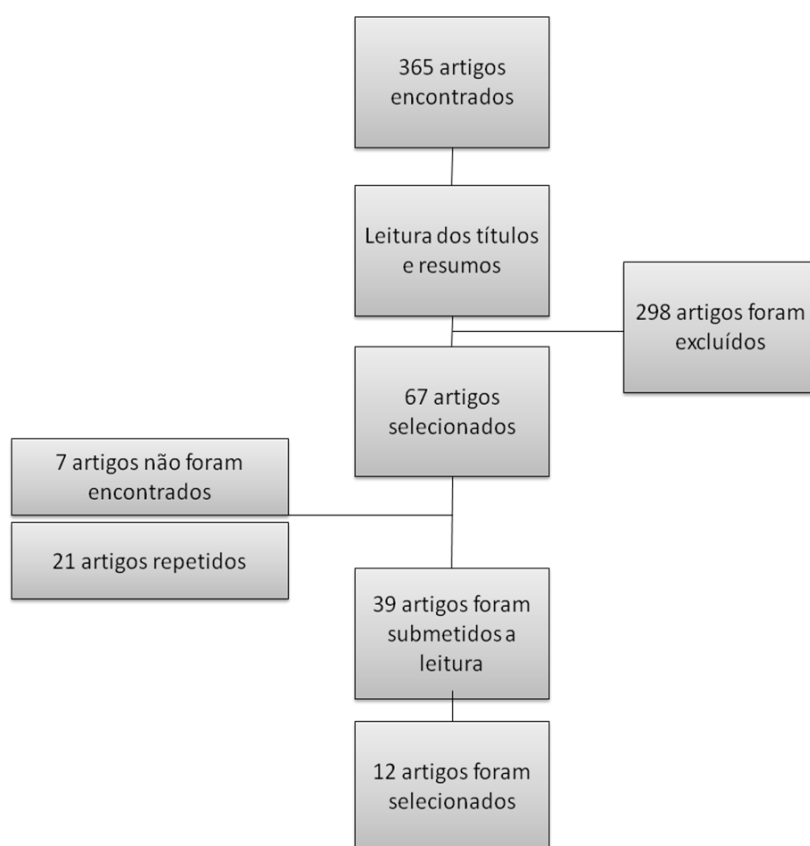 365 artigos
encontrados
Leitura dos títulos
e resumos
298 artigos foram
excluídos
67 artigos
selecionados
7 artigos não foram
encontrados
21 artigos repetidos
39 artigos foram
submetidos a
leitura
12 artigos foram
selecionados